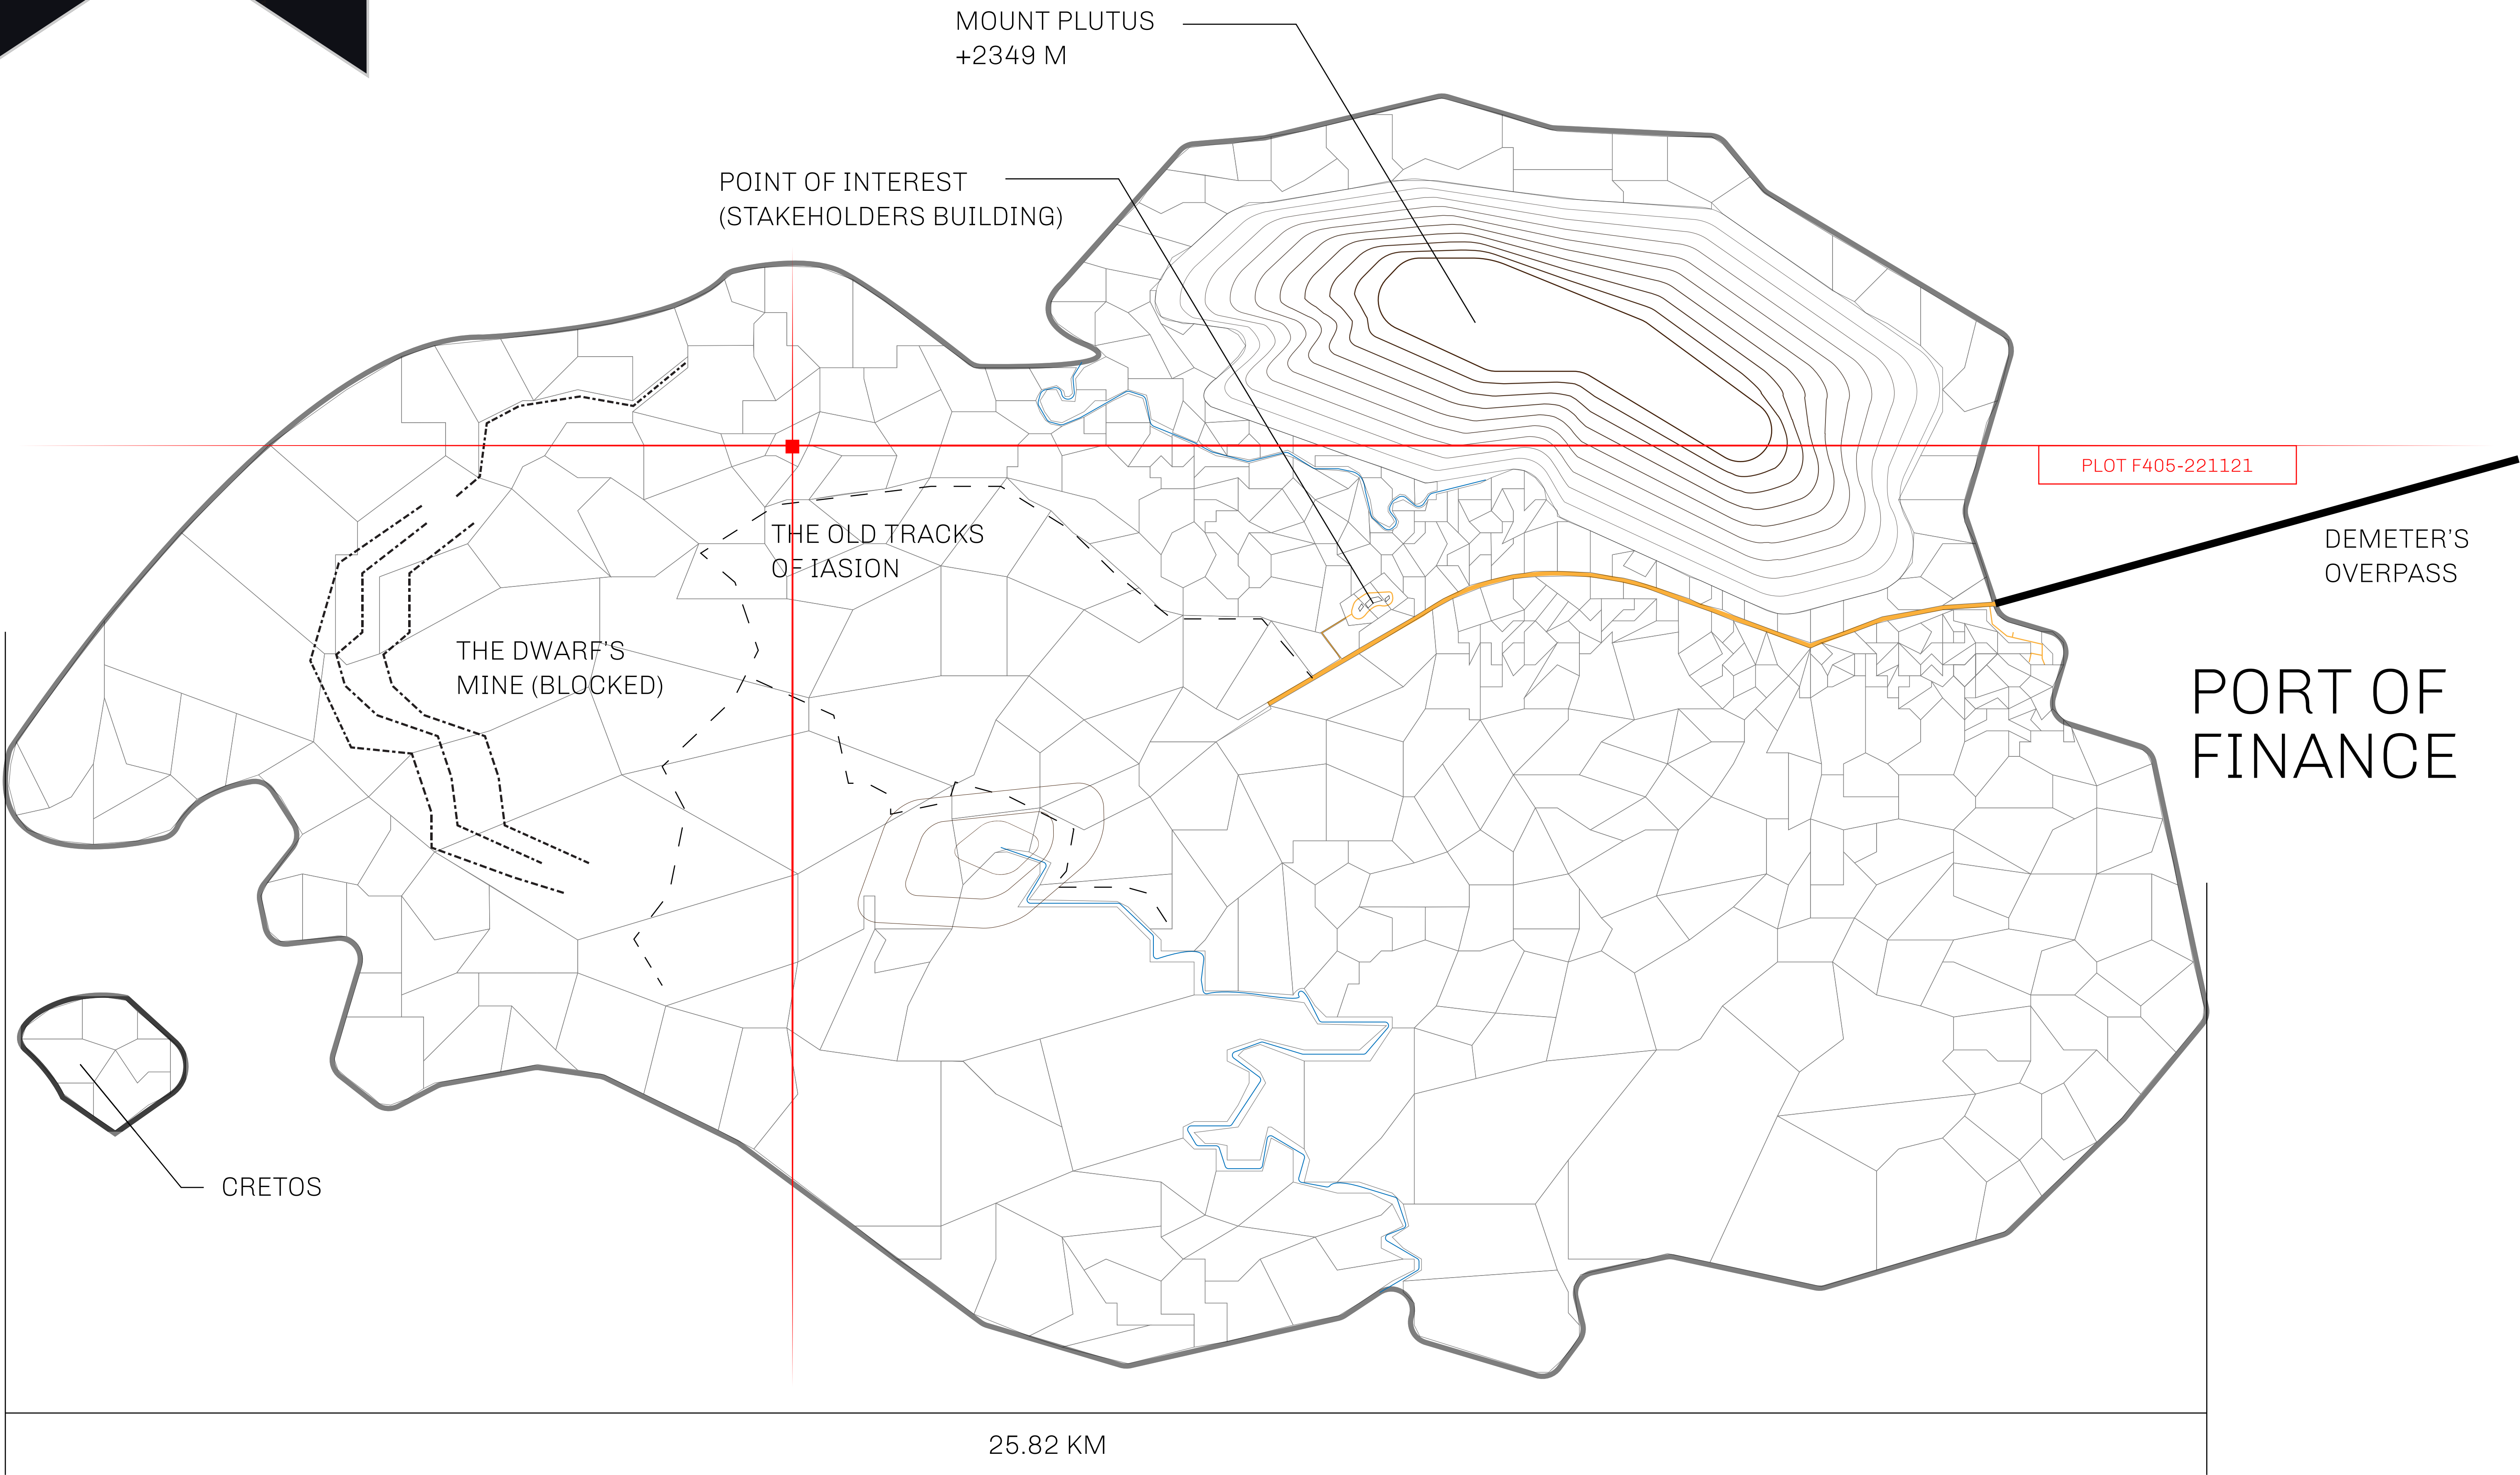 MOUNT PLUTUS
+2349 M
POINT OF INTEREST
(STAKEHOLDERS BUILDING)
PLOT F405-221121
DEMETER'S
OVERPASS
THE OLD TRACKS
OF IASION
THE DWARF'S
MINE (BLOCKED)
PORT OF
FINANCE
CRETOS
25.82 KM